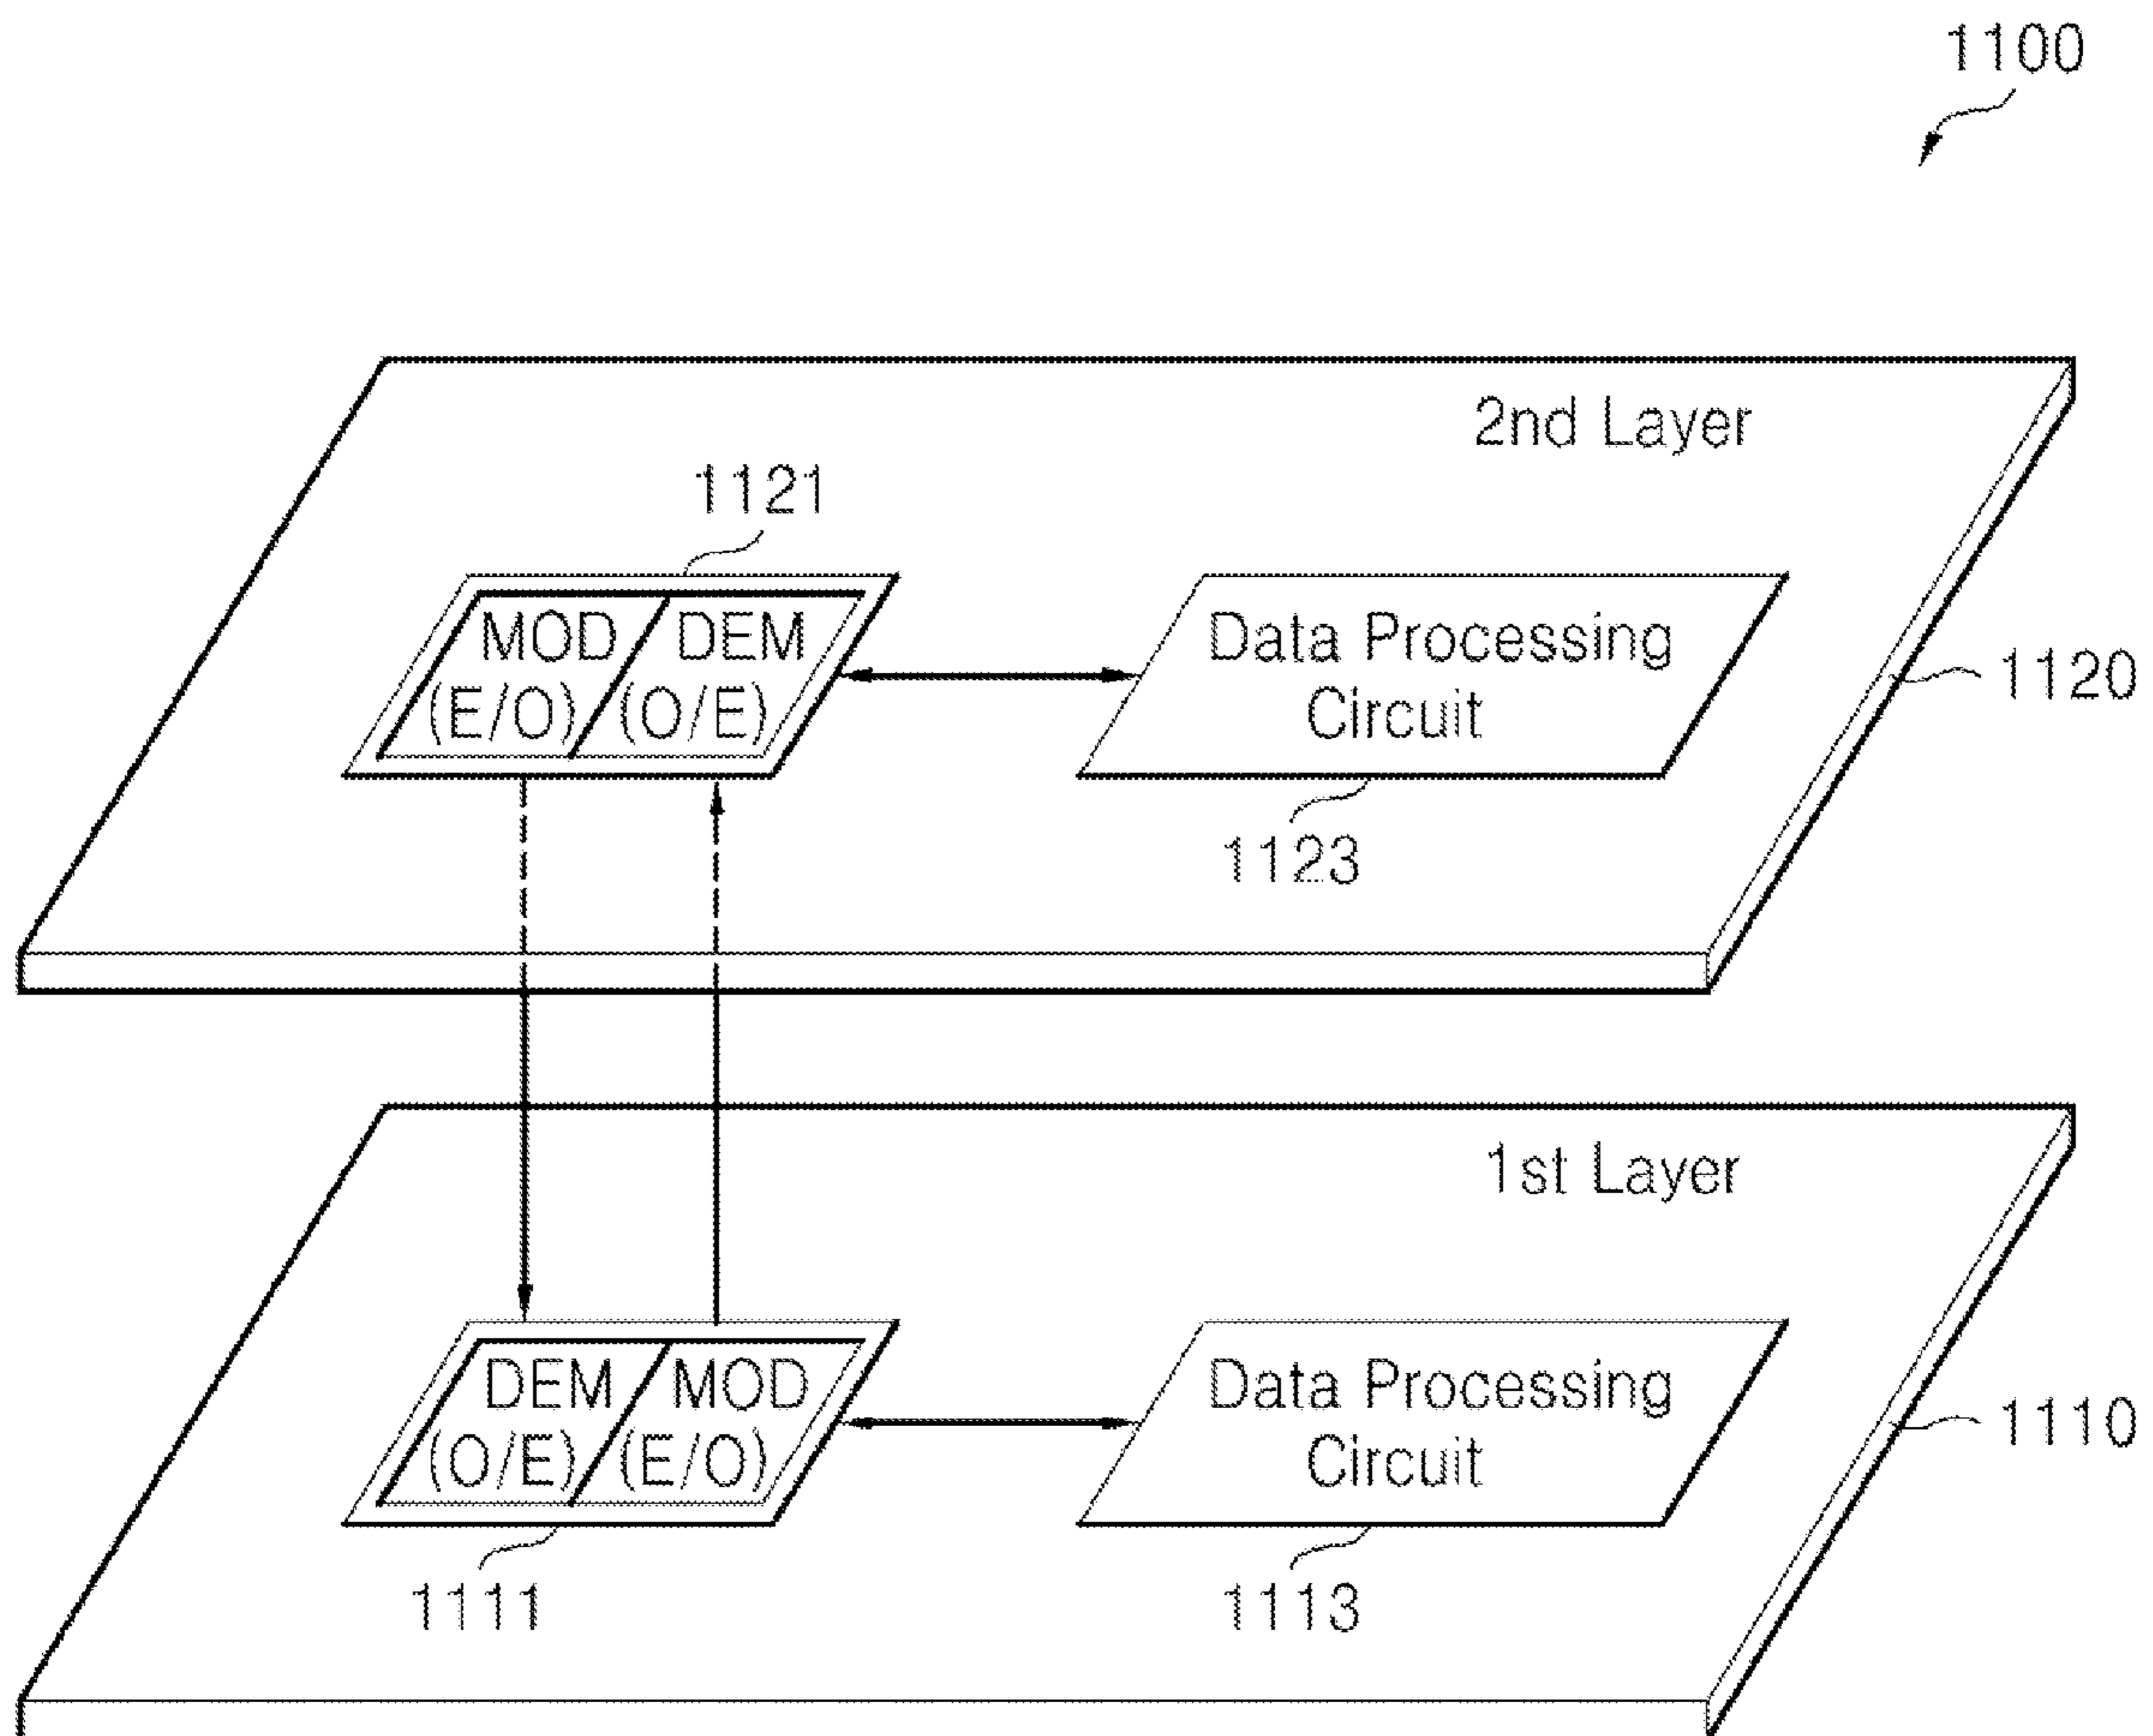 1100
2nd Layer
1121
MOD DEM
(E/O) (O/E)
Data Processing
Circuit
1120
1123
1st Layer
DEM MOD
(O/E) (E/O)
Data Processing
Circuit
1110
1111
1113